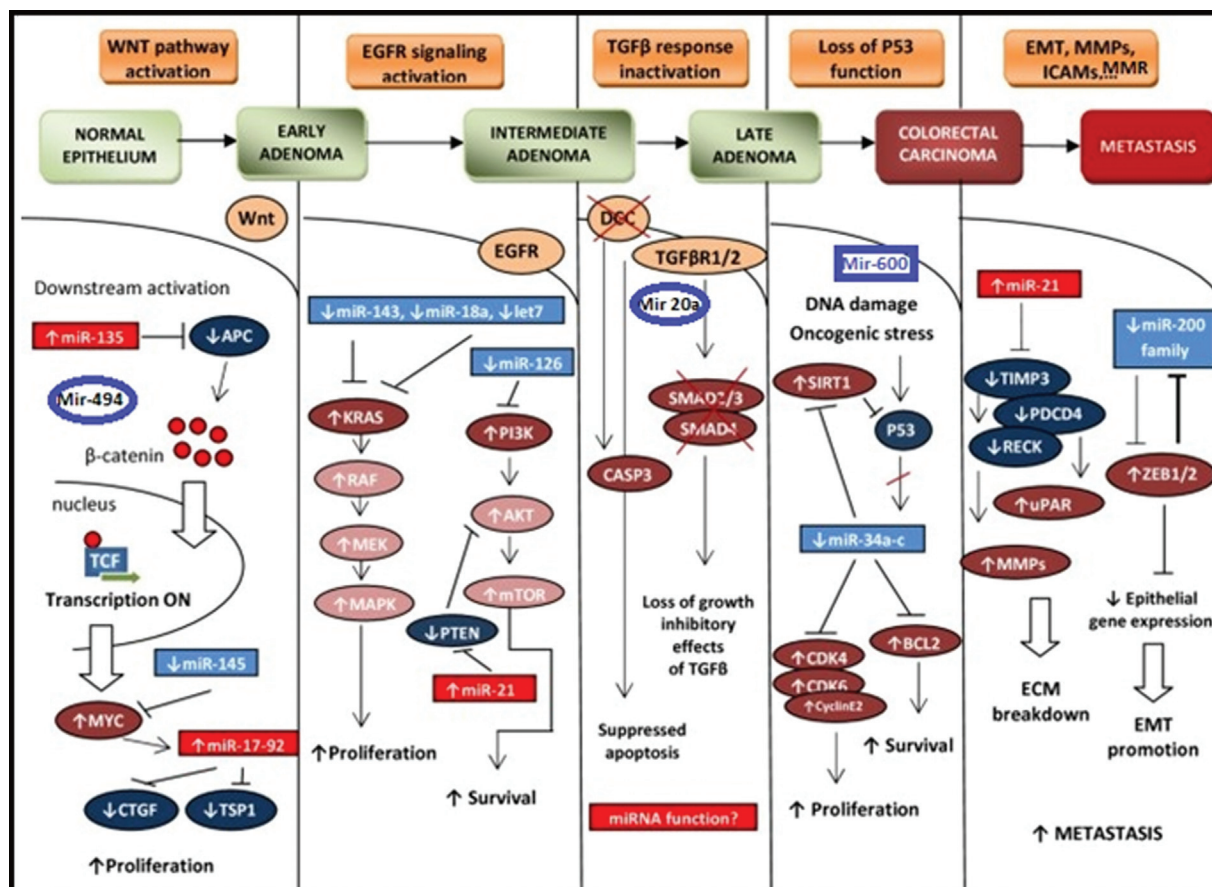 WNT pathway
activation
EGFR signaling
activation
TGFβ response
inactivation
Loss of P53
function
EMT, MMPs,
ICAMs,...MMR
NORMAL
EPITHELIUM
EARLY
ADENOMA
INTERMEDIATE
ADENOMA
LATE
ADENOMA
COLORECTAL
CARCINOMA
METASTASIS
Wnt
Downstream activation
↑miR-135
↓APC
Mir-494
β-catenin
nucleus
TCF
Transcription ON
↓miR-145
↑MYC
↑miR-17-92
↓CTGF
↓TSP1
↑Proliferation
EGFR
↓miR-143, ↓miR-18a, ↓let7
↓miR-126
↑KRAS
↑PI3K
↑RAF
↑AKT
↑MEK
↑mTOR
↑MAPK
↓PTEN
↑miR-21
↑Proliferation
↑ Survival
DCC
TGFβR1/2
Mir 20a
SMAD2/3
SMAD4
CASP3
Loss of growth
inhibitory
effects
of TGFβ
Suppressed
apoptosis
miRNA function?
Mir-600
DNA damage
Oncogenic stress
↑SIRT1
P53
↓miR-34a-c
↑CDK4
↑CDK6
↑CyclinE2
↑BCL2
↑ Survival
↑ Proliferation
↑miR-21
↓miR-200
family
↓TIMP3
↓PDCD4
↓RECK
↑ZEB1/2
↑uPAR
↑MMPs
↓ Epithelial
gene expression
ECM
breakdown
EMT
promotion
↑ METASTASIS